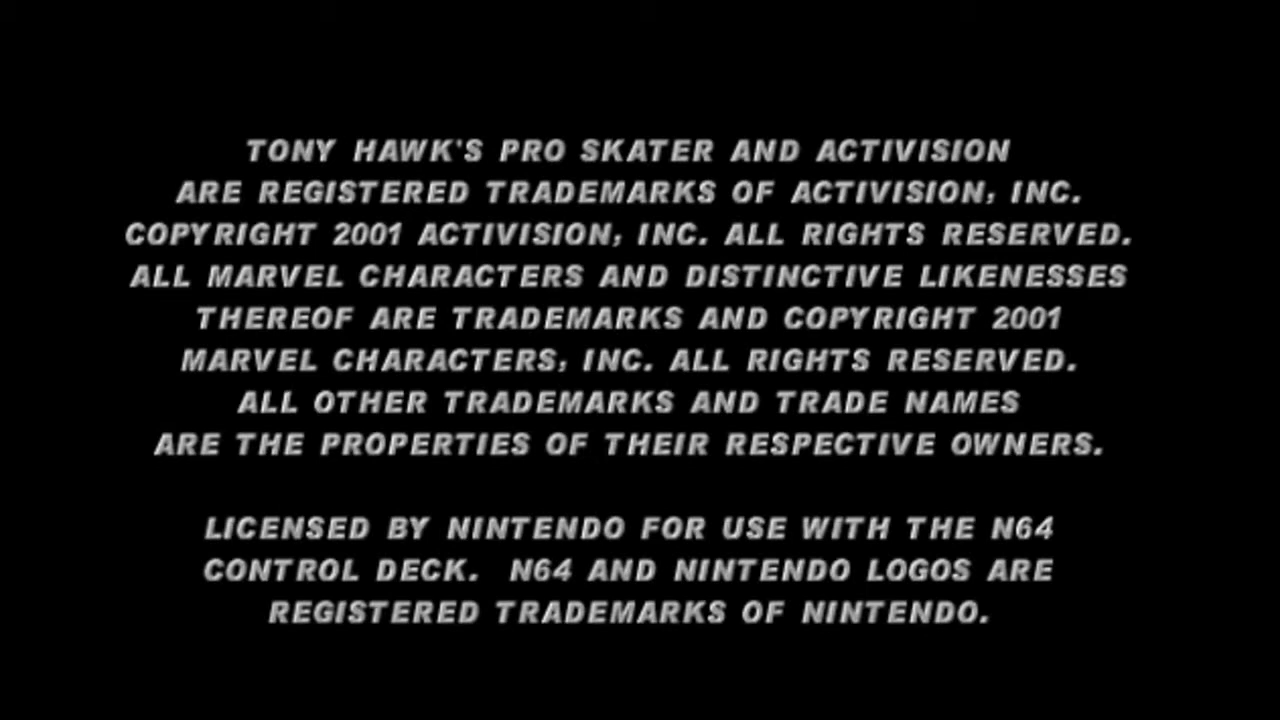 TONY HAWK'S PRO SKATER AND ACTIVISION
ARE REGISTERED TRADEMARKS OF ACTIVISION, INC.
COPYRIGHT 2001 ACTIVISION, INC. ALL RIGHTS RESERVED.
ALL MARVEL CHARACTERS AND DISTINCTIVE LIKENESSES
THEREOF ARE TRADEMARKS AND COPYRIGHT 2001
MARVEL CHARACTERS, INC. ALL RIGHTS RESERVED.
ALL OTHER TRADEMARKS AND TRADE NAMES
ARE THE PROPERTIES OF THEIR RESPECTIVE OWNERS.
LICENSED BY NINTENDO FOR USE WITH THE N64
CONTROL DECK. N64 AND NINTENDO LOGOS ARE
REGISTERED TRADEMARKS OF NINTENDO.